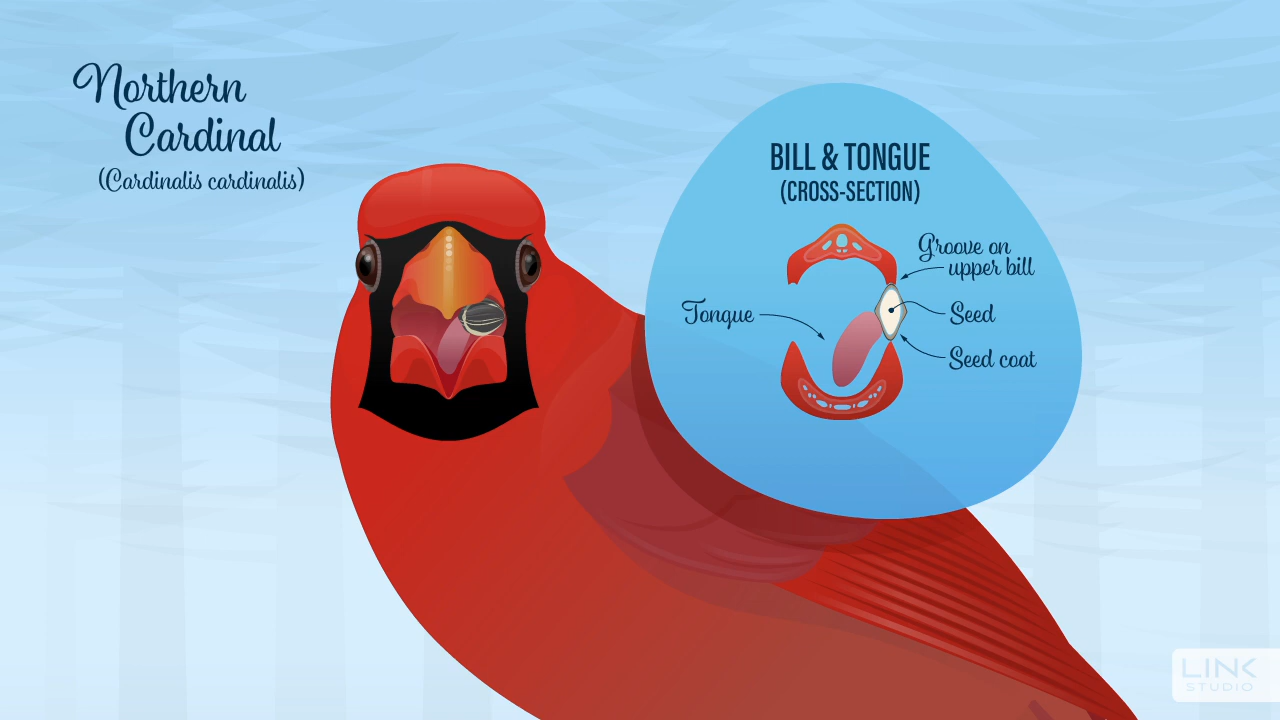 Northern
Cardinal
(Cardinalis cardinalis)
BILL & TONGUE
(CROSS-SECTION)
Groove on
upper bill
Tongue
Seed
Seed coat
LINK
STUDIO